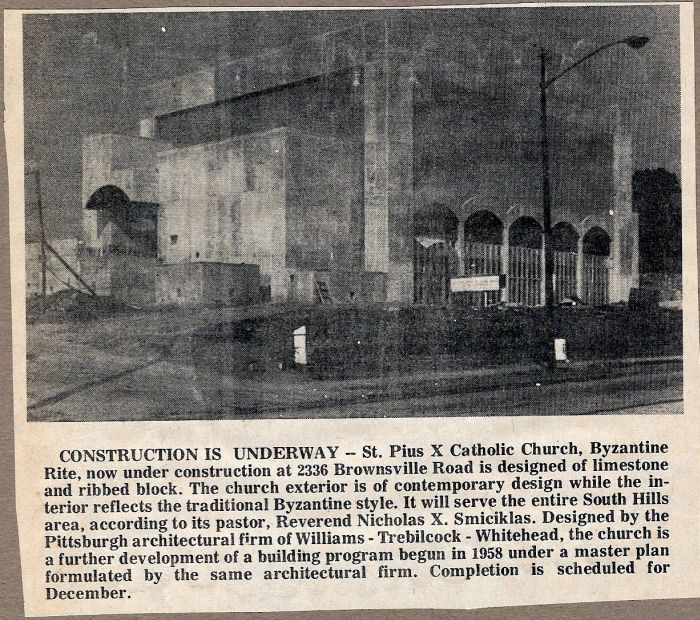 CONSTRUCTION IS UNDERWAY -- St. Pius X Catholic Church, Byzantine
Rite, now under construction at 2336 Brownsville Road is designed of limestone
and ribbed block. The church exterior is of contemporary design while the in-
terior reflects the traditional Byzantine style. It will serve the entire South Hills
area, according to its pastor, Reverend Nicholas X. Smiciklas. Designed by the
Pittsburgh architectural firm of Williams - Trebilcock - Whitehead, the church is
a further development of a building program begun in 1958 under a master plan
formulated by the same architectural firm. Completion is scheduled for
December.